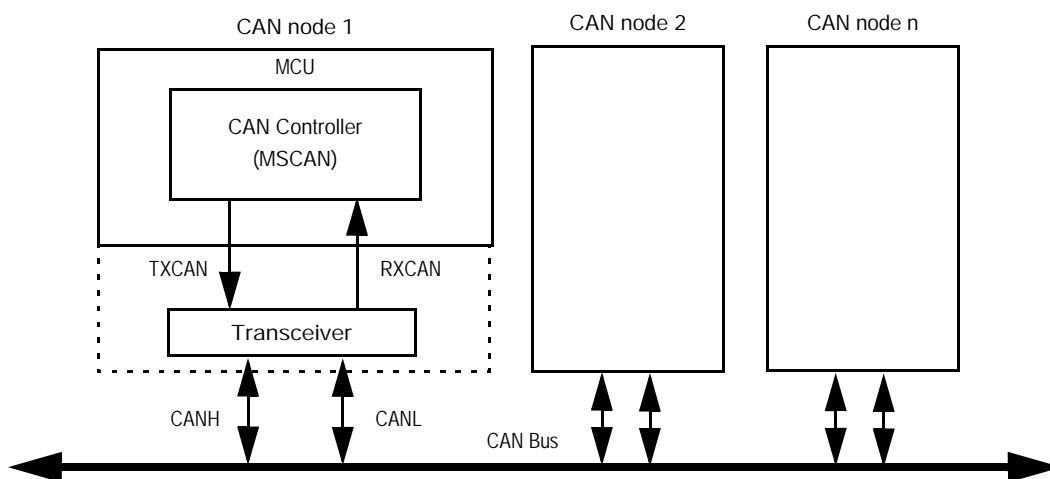 CAN node 1
CAN node 2
CAN node n
MCU
CAN Controller
(MSCAN)
TXCAN
RXCAN
Transceiver
CANH
CANL
CAN Bus